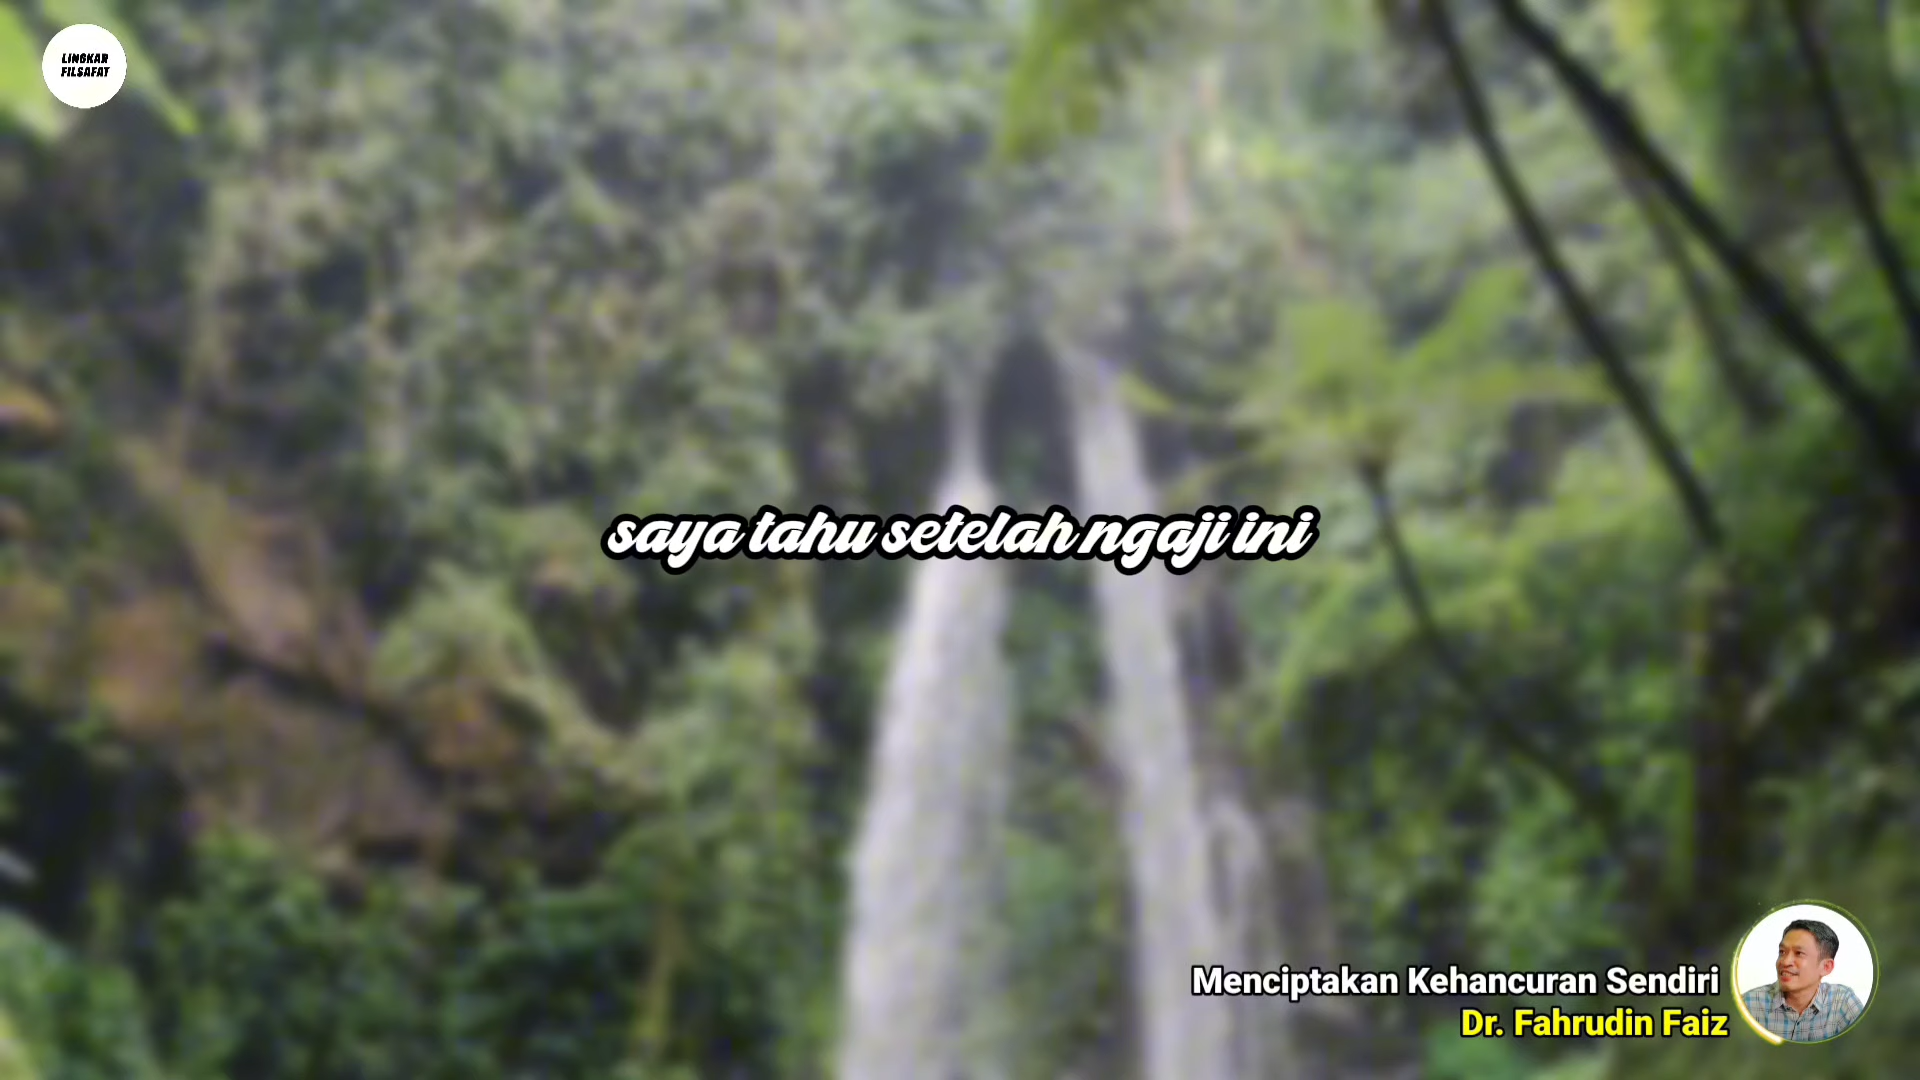 LINGKAR
FILSAFAT
saya tahu setelah ngaji ini
Menciptakan Kehancuran Sendiri
Dr. Fahrudin Faiz